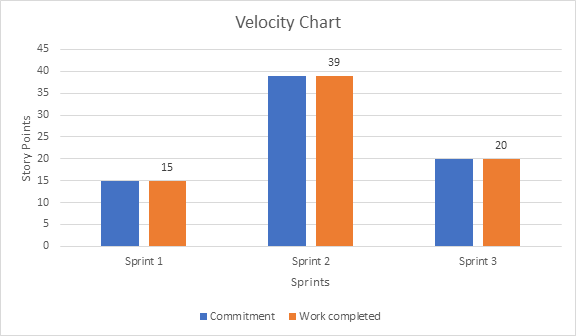 Velocity Chart
Story Points
45
40
35
30
25
20
15
10
5
0
15
39
20
Sprint 1
Sprint 2
Sprint 3
Sprints
Commitment
Work completed